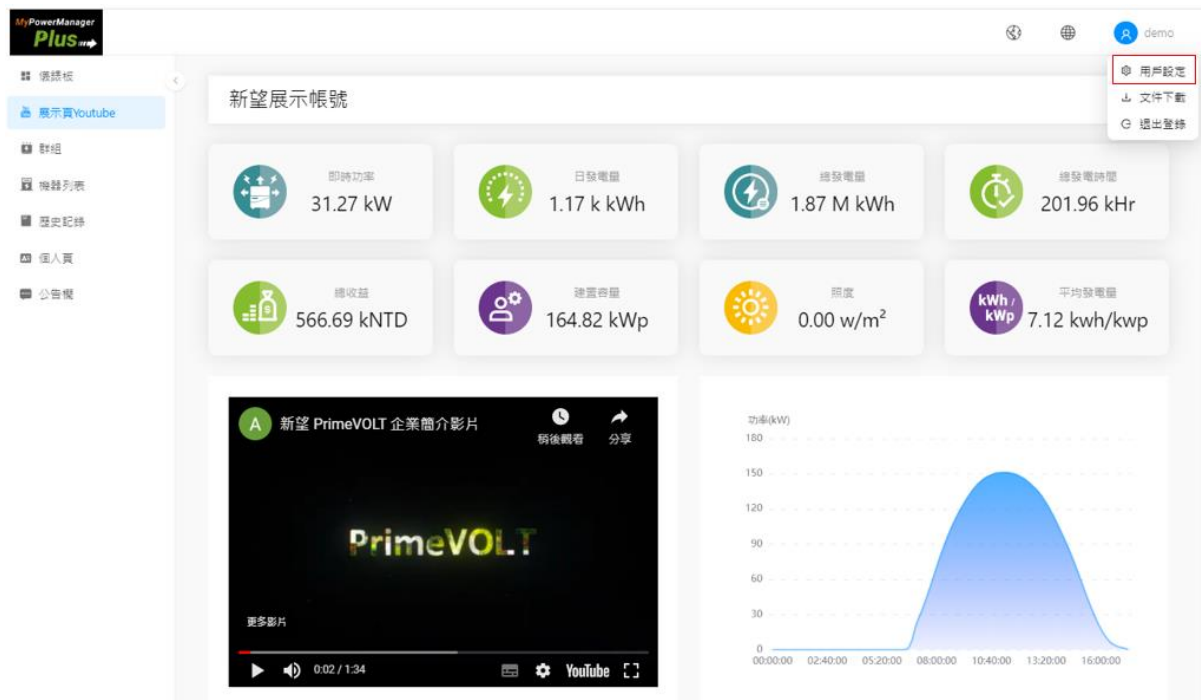 MyPowerManager
Plus
demo
用戶設定
文件下載
退出登錄
儀錶板
展示頁Youtube
群組
機器列表
歷史記錄
個人頁
公告欄
新望展示帳號
即時功率
31.27 kW
日發電量
1.17 k kWh
總發電量
1.87 M kWh
總發電時間
201.96 kHr
總收益
566.69 kNTD
建置容量
164.82 kWp
照度
0.00 w/m²
kWh /
kWp
平均發電量
7.12 kwh/kwp
A
新望 PrimeVOLT 企業簡介影片
稍後觀看
分享
PrimeVOLT
更多影片
0:02 / 1:34
YouTube
功率(kW)
180
150
120
90
60
30
0
00:00:00 02:40:00 05:20:00 08:00:00 10:40:00 13:20:00 16:00:00